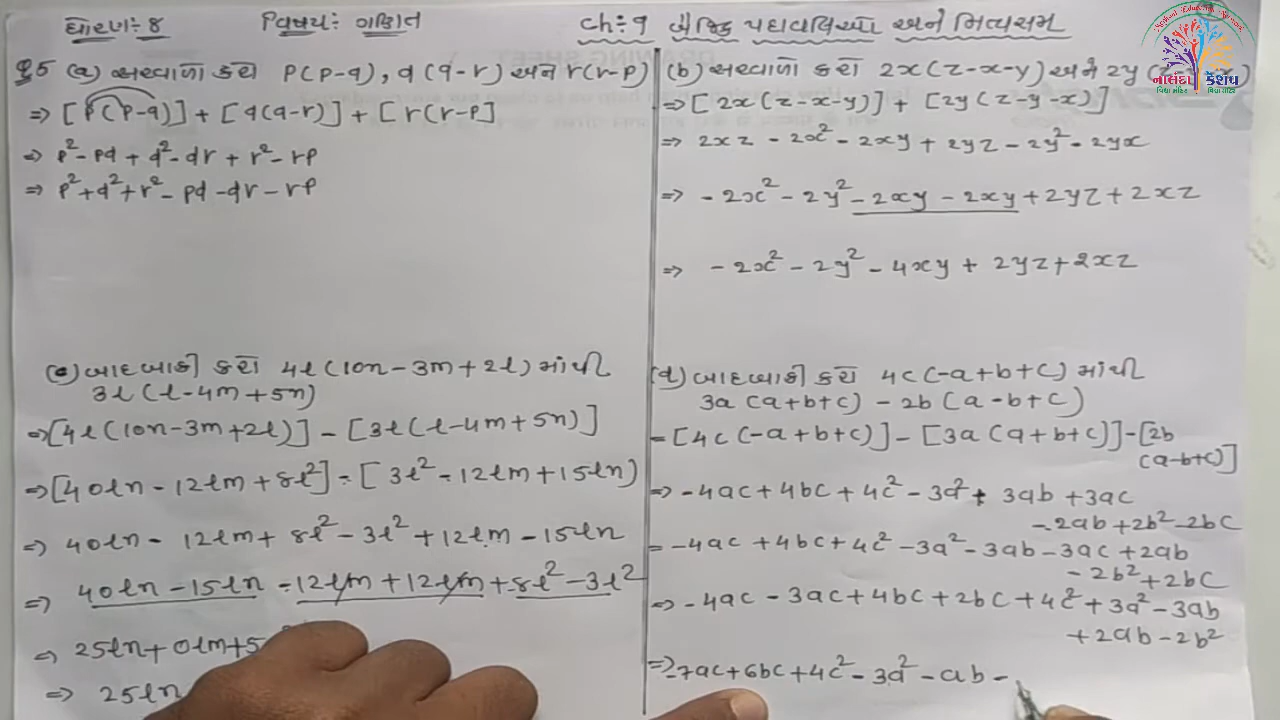 ધોરણ: ૪ વિષય: ગણિત Ch: ૧ બૈજિક પદાવલિઓ અને નિત્યસમ
Q5 (a) સરવાળો કરો P(P-q), q(q-r) અને r(r-p)
⇒ [P(P-q)] + [q(q-r)] + [r(r-p]
⇒ p² - pq + q² - qr + r² - rp
⇒ p² + q² + r² - pq - qr - rp
(b) સરવાળો કરો 2x(z-x-y) અને 2y(
⇒ [2x(z-x-y)] + [2y(z-y-x)]
⇒ 2xz - 2x² - 2xy + 2yz - 2y² - 2yx
⇒ -2x² - 2y² - 2xy - 2xy + 2yz + 2xz
⇒ -2x² - 2y² - 4xy + 2yz + 2xz
(c) બાદબાકી કરો 4l(10n-3m+2l) માંથી
3l(l-4m+5n)
⇒ [4l(10n-3m+2l)] - [3l(l-4m+5n)]
⇒ [40ln - 12lm + 8l²] - [3l² - 12lm + 15ln)
⇒ 40ln - 12lm + 8l² - 3l² + 12lm - 15ln
⇒ 40ln - 15ln - 12lm + 12lm + 8l² - 3l²
⇒ 25ln + 0lm + 5
⇒ 25ln
(d) બાદબાકી કરો 4c(-a+b+c) માંથી
3a(a+b+c) - 2b(a-b+c)
= [4c(-a+b+c)] - [3a(a+b+c)] - [2b
(a-b+c)]
⇒ -4ac + 4bc + 4c² - 3a² + 3ab + 3ac
- 2ab + 2b² - 2bc
= -4ac + 4bc + 4c² - 3a² - 3ab - 3ac + 2ab
- 2b² + 2bc
⇒ -4ac - 3ac + 4bc + 2bc + 4c² + 3a² - 3ab
+ 2ab - 2b²
⇒ -7ac + 6bc + 4c² - 3a² - ab -